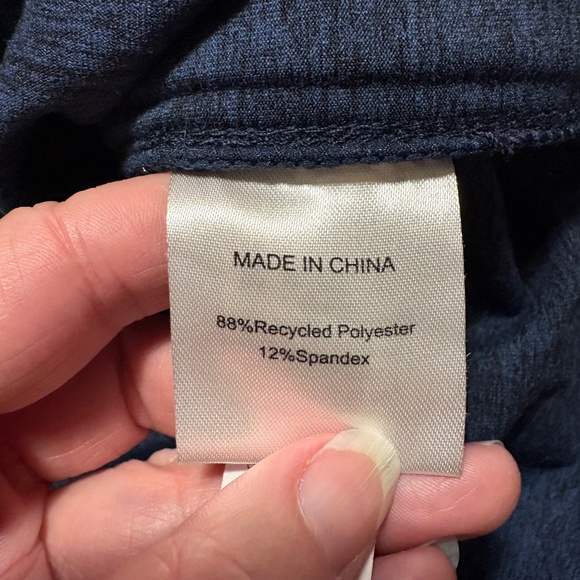 MADE IN CHINA
88%Recycled Polyester
12%Spandex